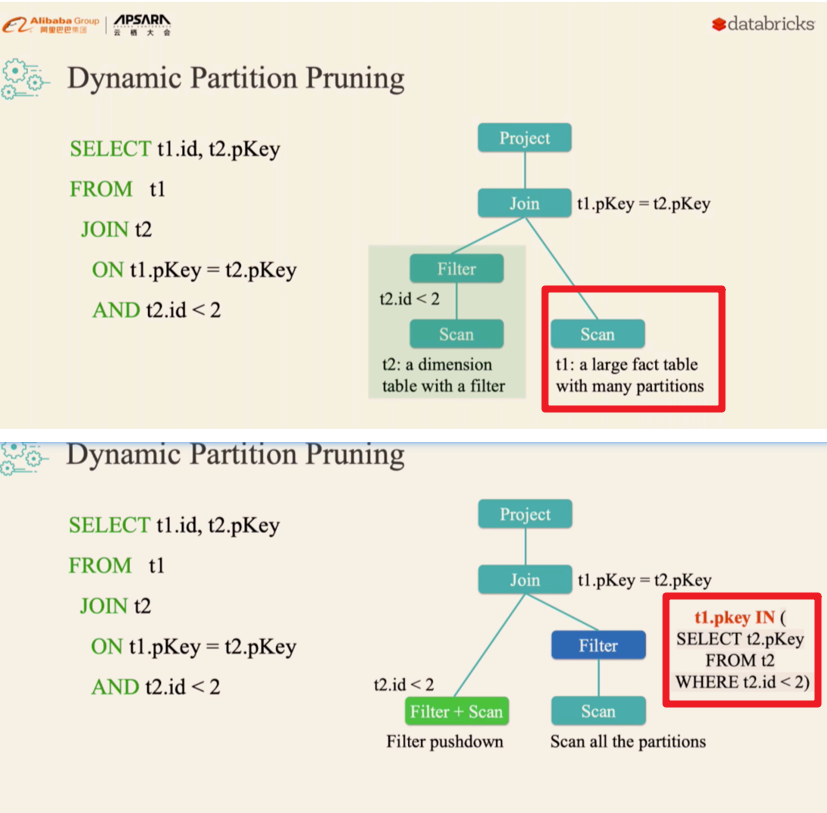 Alibaba Group
阿里巴巴集团
APSARA
云栖大会
databricks
Dynamic Partition Pruning
SELECT t1.id, t2.pKey
FROM t1
JOIN t2
ON t1.pKey = t2.pKey
AND t2.id < 2
Project
Join
t1.pKey = t2.pKey
Filter
t2.id < 2
Scan
t2: a dimension
table with a filter
Scan
t1: a large fact table
with many partitions
Dynamic Partition Pruning
SELECT t1.id, t2.pKey
FROM t1
JOIN t2
ON t1.pKey = t2.pKey
AND t2.id < 2
Project
Join
t1.pKey = t2.pKey
t1.pkey IN (
SELECT t2.pKey
FROM t2
WHERE t2.id < 2)
Filter
t2.id < 2
Filter + Scan
Scan
Filter pushdown
Scan all the partitions